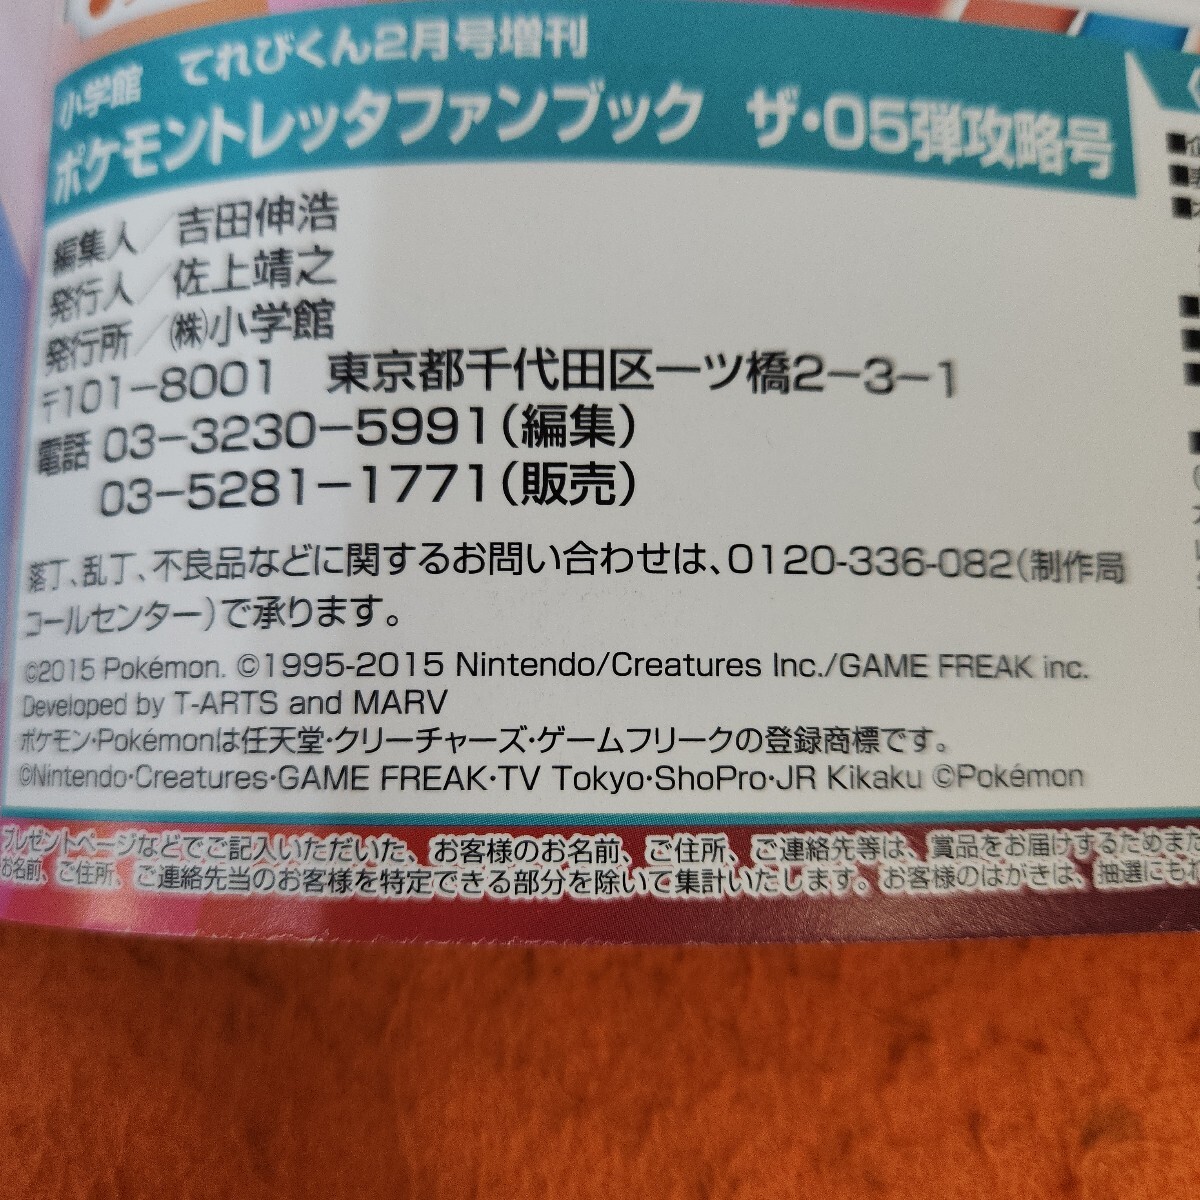 小学館　てれびくん2月号増刊
ポケモントレッタファンブック　ザ・05弾攻略号
編集人／吉田伸浩
発行人／佐上靖之
発行所／(株)小学館
〒101-8001　東京都千代田区一ツ橋2-3-1
電話 03-3230-5991(編集)
03-5281-1771(販売)
落丁、乱丁、不良品などに関するお問い合わせは、0120-336-082(制作局
コールセンター)で承ります。
©2015 Pokémon. ©1995-2015 Nintendo/Creatures Inc./GAME FREAK inc.
Developed by T-ARTS and MARV
ポケモン・Pokémonは任天堂・クリーチャーズ・ゲームフリークの登録商標です。
©Nintendo・Creatures・GAME FREAK・TV Tokyo・ShoPro・JR Kikaku ©Pokémon
プレゼントページなどでご記入いただいた、お客様のお名前、ご住所、ご連絡先等は、賞品をお届けするためまた
お名前、ご住所、ご連絡先当のお客様を特定できる部分を除いて集計いたします。お客様のはがきは、抽選にもれ